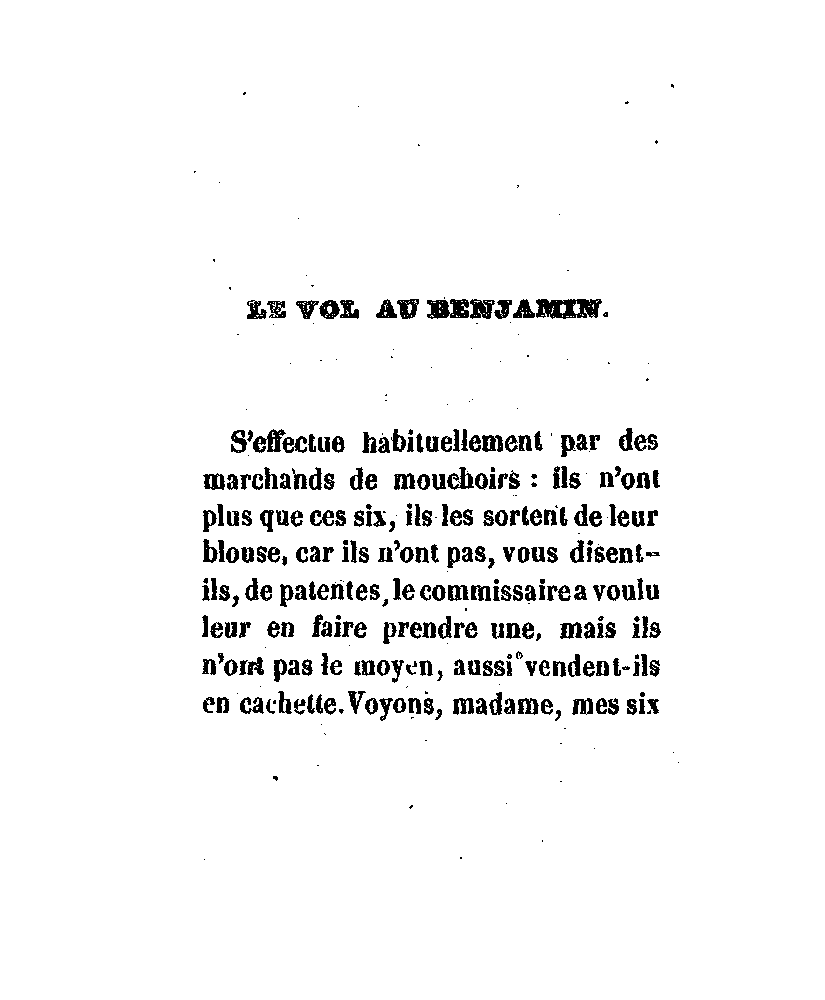 LE VOL AU BENJAMIN.
S'effectue habituellement par des
marchands de mouchoirs : ils n'ont
plus que ces six, ils les sortent de leur
blouse, car ils n'ont pas, vous disent-
ils, de patentes, le commissaire a voulu
leur en faire prendre une, mais ils
n'ont pas le moyen, aussi vendent-ils
en cachette. Voyons, madame, mes six